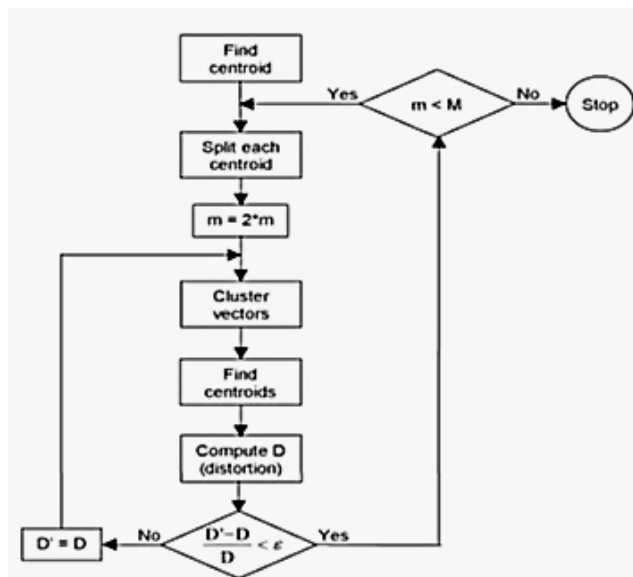 Find
centroid
Yes
m < M
No
Stop
Split each
centroid
m = 2*m
Cluster
vectors
Find
centroids
Compute D
(distortion)
D' = D
No
D'-D
D
< ε
Yes